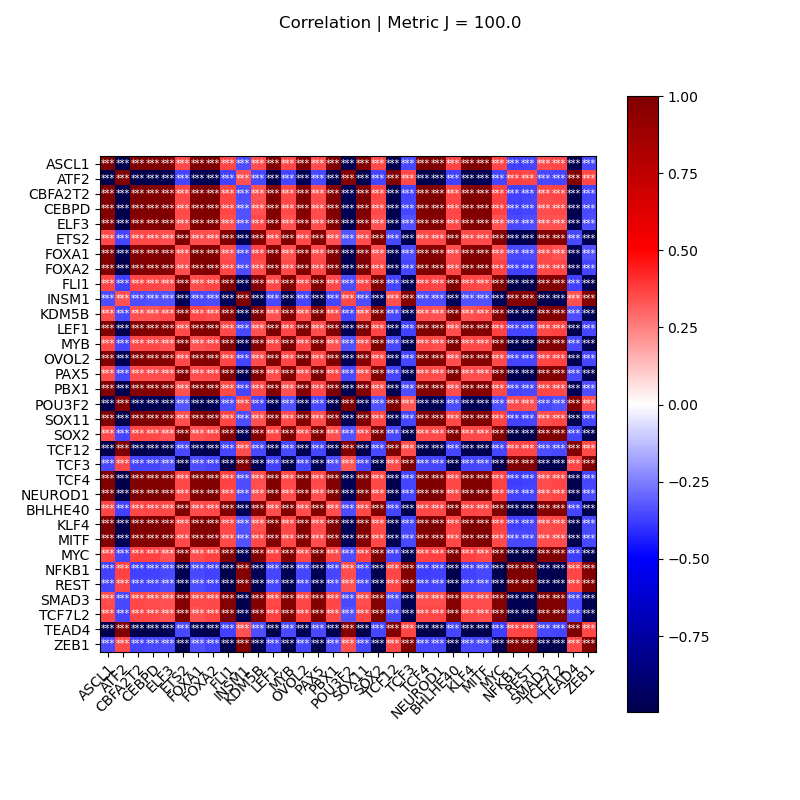 Correlation | Metric J = 100.0
ASCL1
ATF2
CBFA2T2
CEBPD
ELF3
ETS2
FOXA1
FOXA2
FLI1
INSM1
KDM5B
LEF1
MYB
OVOL2
PAX5
PBX1
POU3F2
SOX11
SOX2
TCF12
TCF3
TCF4
NEUROD1
BHLHE40
KLF4
MITF
MYC
NFKB1
REST
SMAD3
TCF7L2
TEAD4
ZEB1
ASCL1
ATF2
CBFA2T2
CEBPD
ELF3
ETS2
FOXA1
FOXA2
FLI1
INSM1
KDM5B
LEF1
MYB
OVOL2
PAX5
PBX1
POU3F2
SOX11
SOX2
TCF12
TCF3
TCF4
NEUROD1
BHLHE40
KLF4
MITF
MYC
NFKB1
REST
SMAD3
TCF7L2
TEAD4
ZEB1
1.00
0.75
0.50
0.25
0.00
−0.25
−0.50
−0.75